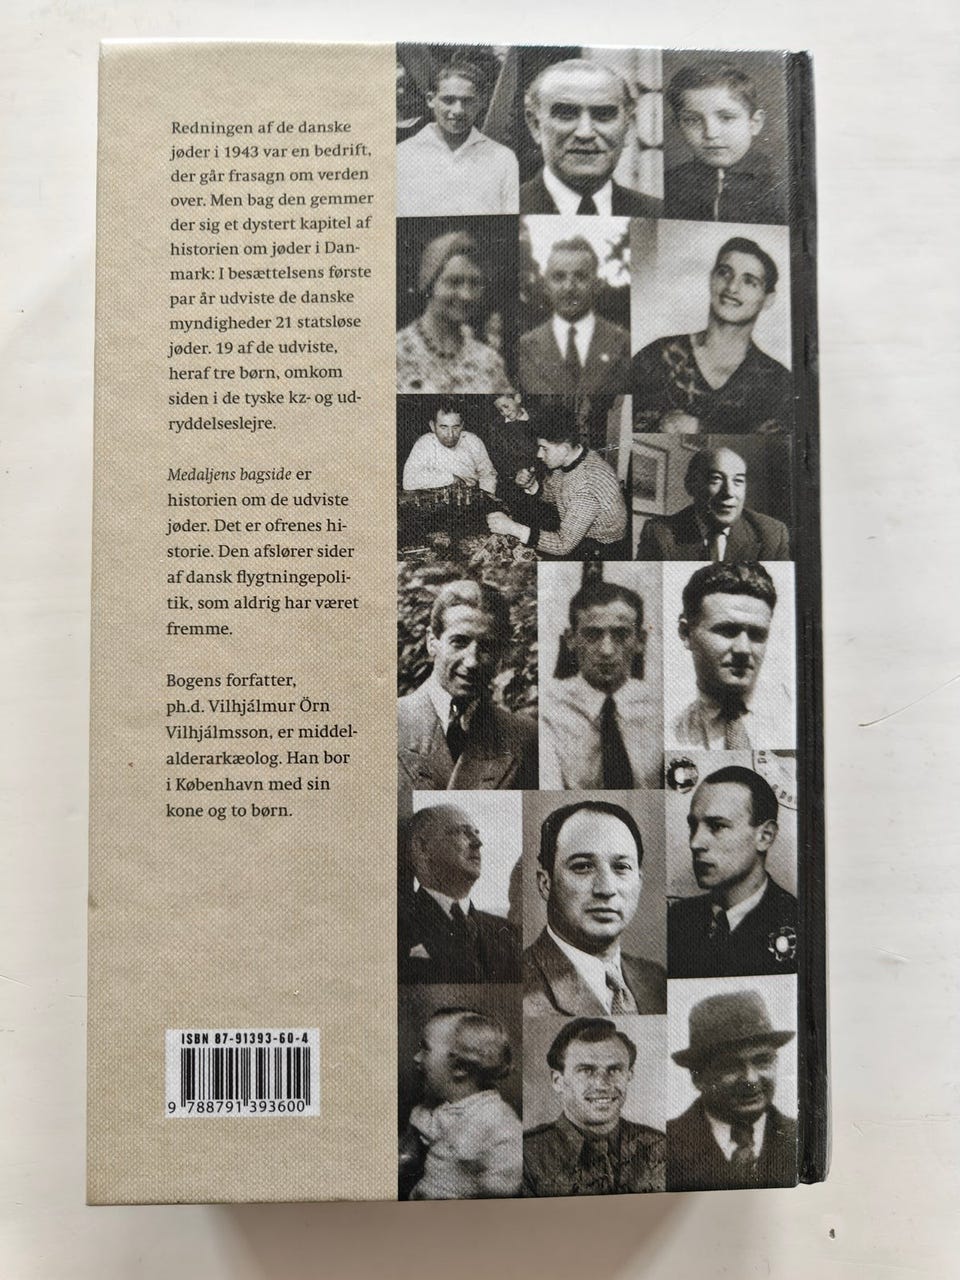 Redningen af de danske
jøder i 1943 var en bedrift,
der går frasagn om verden
over. Men bag den gemmer
der sig et dystert kapitel af
historien om jøder i Dan-
mark: I besættelsens første
par år udviste de danske
myndigheder 21 statsløse
jøder. 19 af de udviste,
heraf tre børn, omkom
siden i de tyske kz- og ud-
ryddelseslejre.
Medaljens bagside er
historien om de udviste
jøder. Det er ofrenes hi-
storie. Den afslører sider
af dansk flygtningepoli-
tik, som aldrig har været
fremme.
Bogens forfatter,
ph.d. Vilhjálmur Örn
Vilhjálmsson, er middel-
alderarkæolog. Han bor
i København med sin
kone og to børn.
ISBN 87-91393-60-4
9 788791 393600